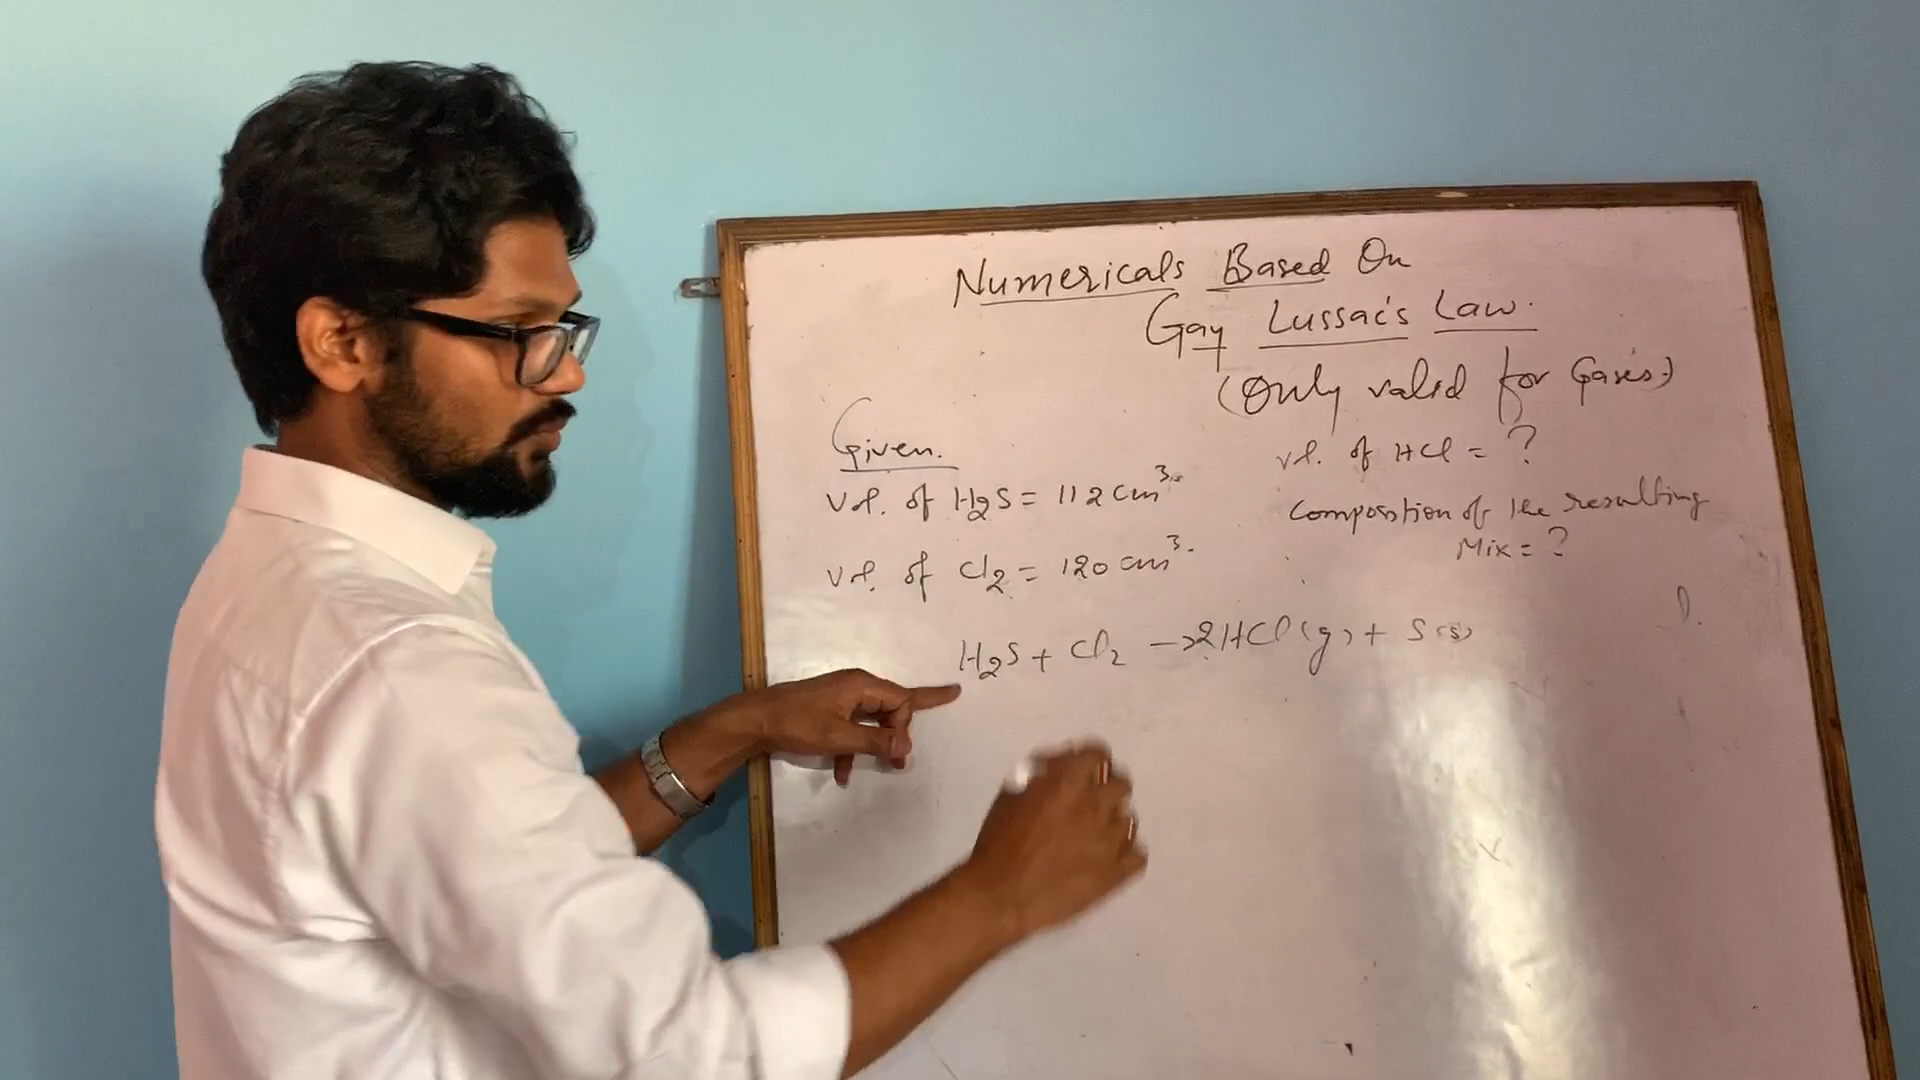 Numericals Based On
Gay Lussac's Law.
(Only valid for Gases)
Given.
vol. of H2S = 112 cm³.
vol. of Cl2 = 120 cm³.
vol. of HCl = ?
Composition of the resulting
Mix = ?
H2S + Cl2 → 2HCl(g) + S(s)